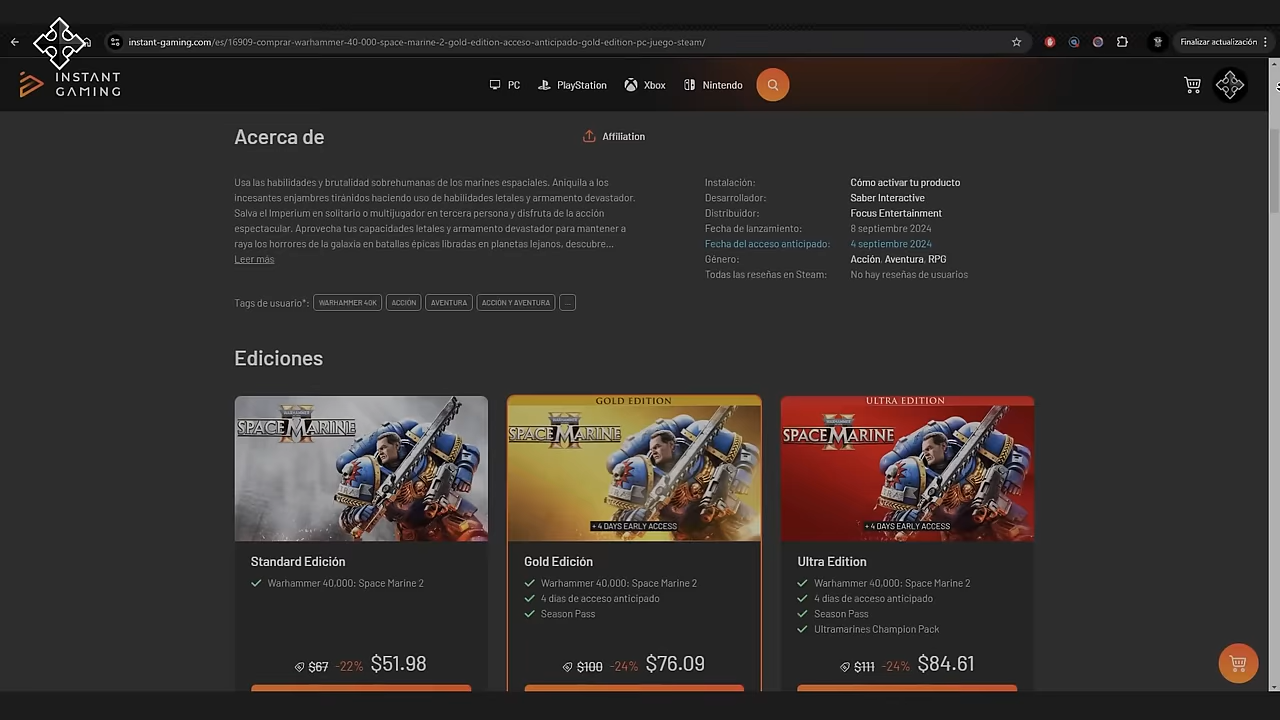 instant-gaming.com/es/16909-comprar-warhammer-40-000-space-marine-2-gold-edition-acceso-anticipado-gold-edition-pc-juego-steam/
Finalizar actualización
INSTANT
GAMING
PC
PlayStation
Xbox
Nintendo
Acerca de
Affiliation
Usa las habilidades y brutalidad sobrehumanas de los marines espaciales. Aniquila a los
incesantes enjambres tiránidos haciendo uso de habilidades letales y armamento devastador.
Salva el Imperium en solitario o multijugador en tercera persona y disfruta de la acción
espectacular. Aprovecha tus capacidades letales y armamento devastador para mantener a
raya los horrores de la galaxia en batallas épicas libradas en planetas lejanos, descubre...
Leer más
Instalación: Cómo activar tu producto
Desarrollador: Saber Interactive
Distribuidor: Focus Entertainment
Fecha de lanzamiento: 8 septiembre 2024
Fecha del acceso anticipado: 4 septiembre 2024
Género: Acción, Aventura, RPG
Todas las reseñas en Steam: No hay reseñas de usuarios
Tags de usuario*: WARHAMMER 40K ACCION AVENTURA ACCION Y AVENTURA ...
Ediciones
SPACE MARINE
Standard Edición
Warhammer 40.000: Space Marine 2
$67 -22% $51.98
GOLD EDITION
SPACE MARINE
+ 4 DAYS EARLY ACCESS
Gold Edición
Warhammer 40.000: Space Marine 2
4 días de acceso anticipado
Season Pass
$100 -24% $76.09
ULTRA EDITION
SPACE MARINE
+ 4 DAYS EARLY ACCESS
Ultra Edition
Warhammer 40.000: Space Marine 2
4 días de acceso anticipado
Season Pass
Ultramarines Champion Pack
$111 -24% $84.61